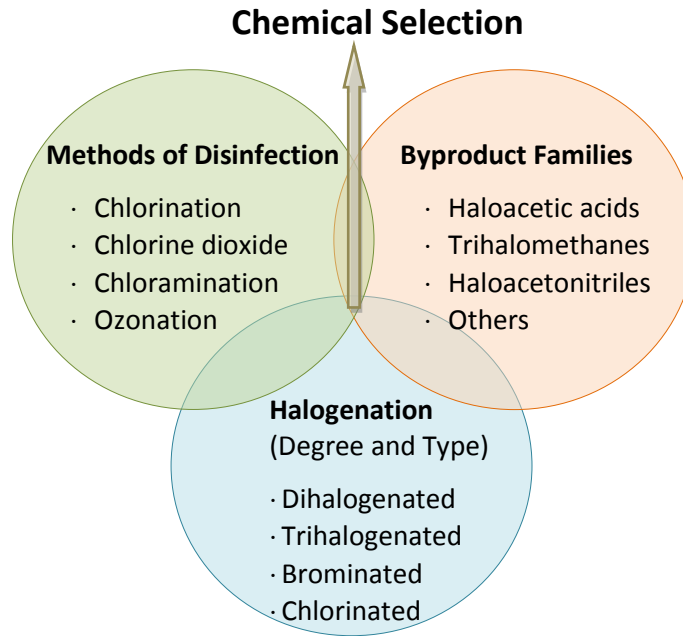 Chemical Selection
Methods of Disinfection
· Chlorination
· Chlorine dioxide
· Chloramination
· Ozonation
Byproduct Families
· Haloacetic acids
· Trihalomethanes
· Haloacetonitriles
· Others
Halogenation
(Degree and Type)
· Dihalogenated
· Trihalogenated
· Brominated
· Chlorinated